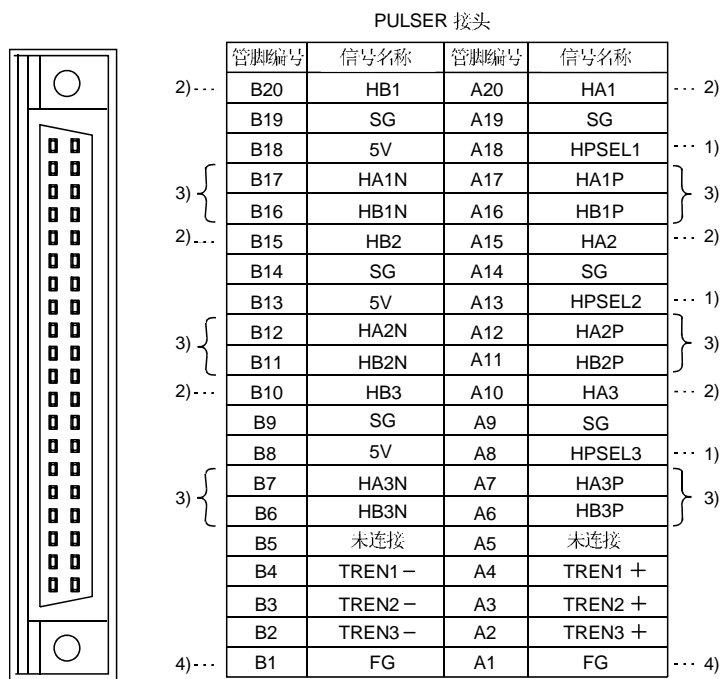 PULSER 接头
管脚编号 信号名称 管脚编号 信号名称
2) B20 HB1 A20 HA1 2)
B19 SG A19 SG
B18 5V A18 HPSEL1 1)
3) B17 HA1N A17 HA1P 3)
B16 HB1N A16 HB1P
2) B15 HB2 A15 HA2 2)
B14 SG A14 SG
B13 5V A13 HPSEL2 1)
3) B12 HA2N A12 HA2P 3)
B11 HB2N A11 HB2P
2) B10 HB3 A10 HA3 2)
B9 SG A9 SG
B8 5V A8 HPSEL3 1)
3) B7 HA3N A7 HA3P 3)
B6 HB3N A6 HB3P
B5 未连接 A5 未连接
B4 TREN1− A4 TREN1＋
B3 TREN2− A3 TREN2＋
B2 TREN3− A2 TREN3＋
4) B1 FG A1 FG 4)